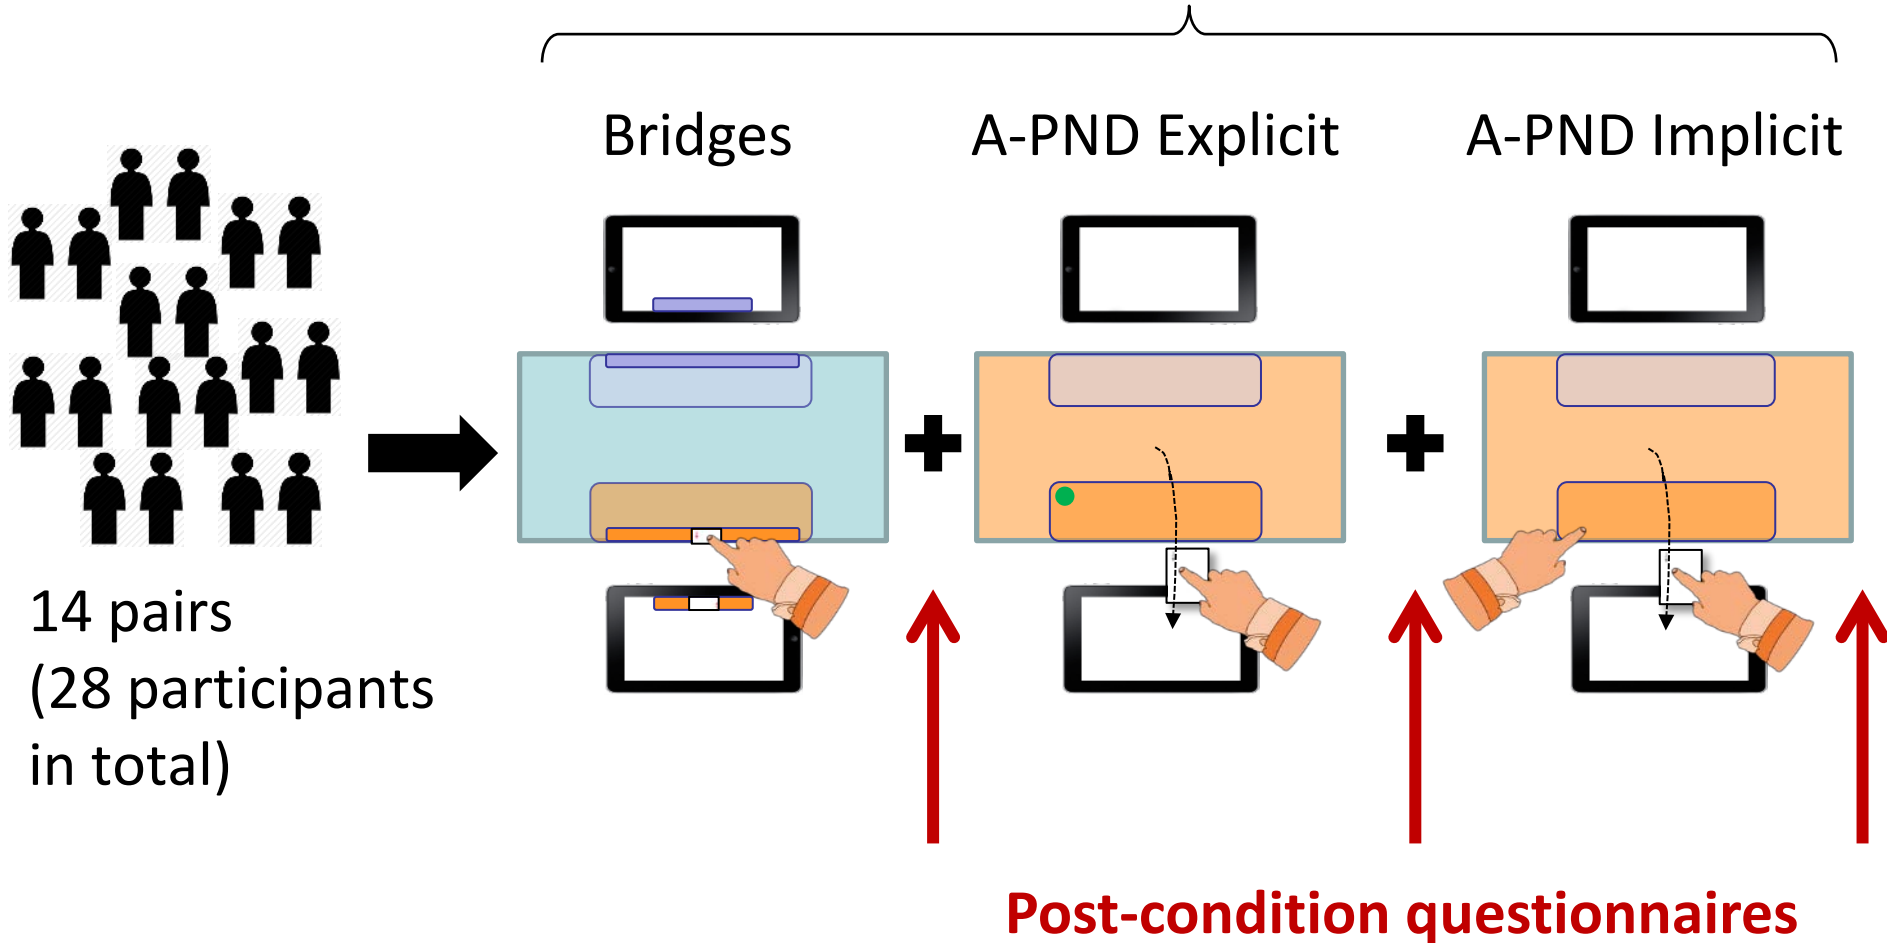 Bridges
A-PND Explicit
A-PND Implicit
14 pairs
(28 participants
in total)
Post-condition questionnaires